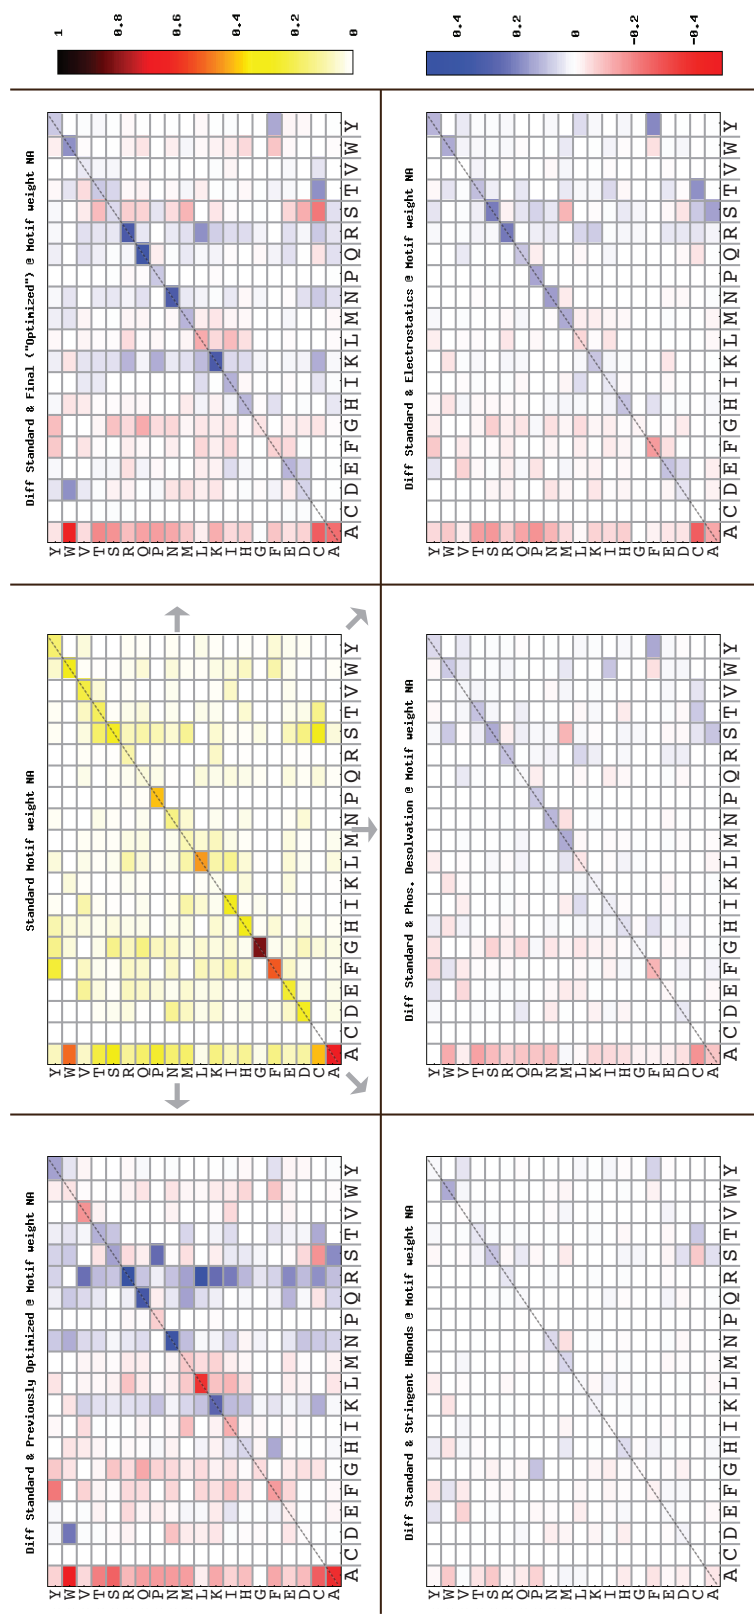 Diff Standard & Previously Optimized @ Motif weight NA
Y
W
V
T
S
R
Q
P
N
M
L
K
I
H
G
F
E
D
C
A
A C D E F G H I K L M N P Q R S T V W Y
Standard Motif weight NA
Y
W
V
T
S
R
Q
P
N
M
L
K
I
H
G
F
E
D
C
A
A C D E F G H I K L M N P Q R S T V W Y
Diff Standard & Final ("Optimized") @ Motif weight NA
Y
W
V
T
S
R
Q
P
N
M
L
K
I
H
G
F
E
D
C
A
A C D E F G H I K L M N P Q R S T V W Y
1
0.8
0.6
0.4
0.2
0
Diff Standard & Stringent HBonds @ Motif weight NA
Y
W
V
T
S
R
Q
P
N
M
L
K
I
H
G
F
E
D
C
A
A C D E F G H I K L M N P Q R S T V W Y
Diff Standard & Phos. Desolvation @ Motif weight NA
Y
W
V
T
S
R
Q
P
N
M
L
K
I
H
G
F
E
D
C
A
A C D E F G H I K L M N P Q R S T V W Y
Diff Standard & Electrostatics @ Motif weight NA
Y
W
V
T
S
R
Q
P
N
M
L
K
I
H
G
F
E
D
C
A
A C D E F G H I K L M N P Q R S T V W Y
0.4
0.2
0
-0.2
-0.4